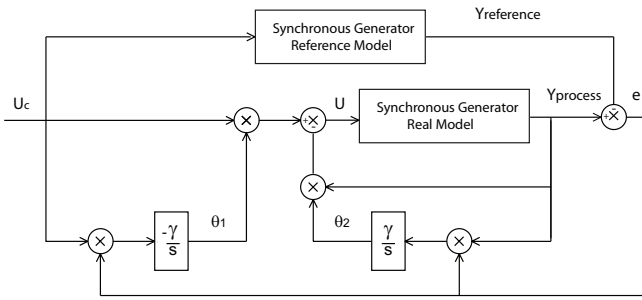 Yreference
Synchronous Generator
Reference Model
Uc
U
Synchronous Generator
Real Model
Yprocess
e
+
-
+
-
-γ
s
θ1
θ2
γ
s